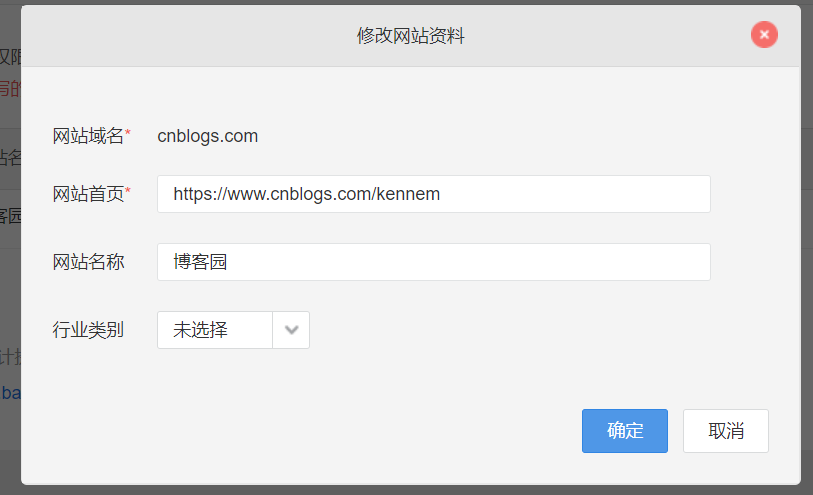 修改网站资料
网站域名* cnblogs.com
网站首页* https://www.cnblogs.com/kennem
网站名称 博客园
行业类别 未选择
确定 取消
ba